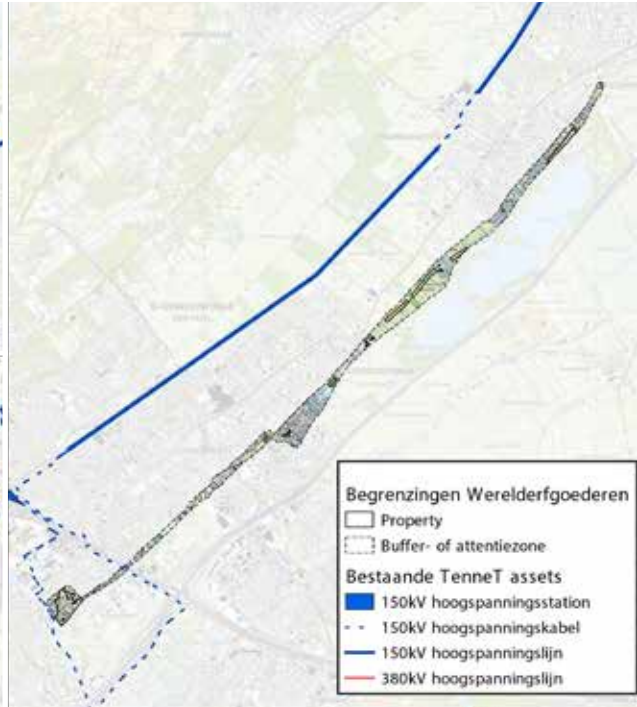 Begrenzingen Werelderfgoederen
Property
Buffer- of attentiezone
Bestaande TenneT assets
150kV hoogspanningsstation
150kV hoogspanningskabel
150kV hoogspanningslijn
380kV hoogspanningslijn